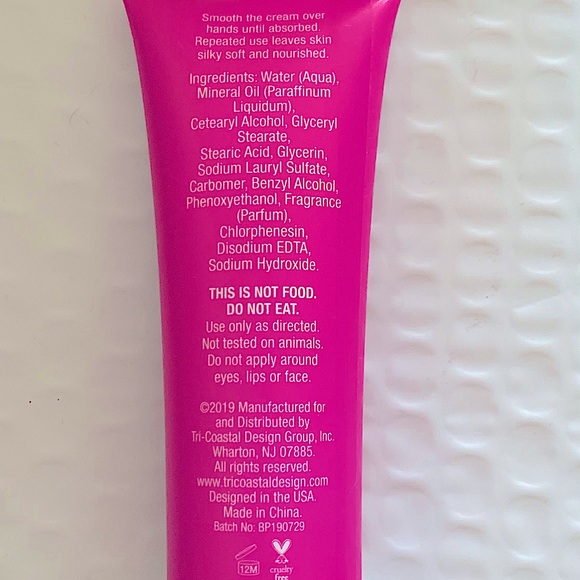 Smooth the cream over
hands until absorbed.
Repeated use leaves skin
silky soft and nourished.
Ingredients: Water (Aqua),
Mineral Oil (Paraffinum
Liquidum),
Cetearyl Alcohol, Glyceryl
Stearate,
Stearic Acid, Glycerin,
Sodium Lauryl Sulfate,
Carbomer, Benzyl Alcohol,
Phenoxyethanol, Fragrance
(Parfum),
Chlorphenesin,
Disodium EDTA,
Sodium Hydroxide.
THIS IS NOT FOOD.
DO NOT EAT.
Use only as directed.
Not tested on animals.
Do not apply around
eyes, lips or face.
©2019 Manufactured for
and Distributed by
Tri-Coastal Design Group, Inc.
Wharton, NJ 07885.
All rights reserved.
www.tricoastaldesign.com
Designed in the USA.
Made in China.
Batch No: BP190729
12M
cruelty
free